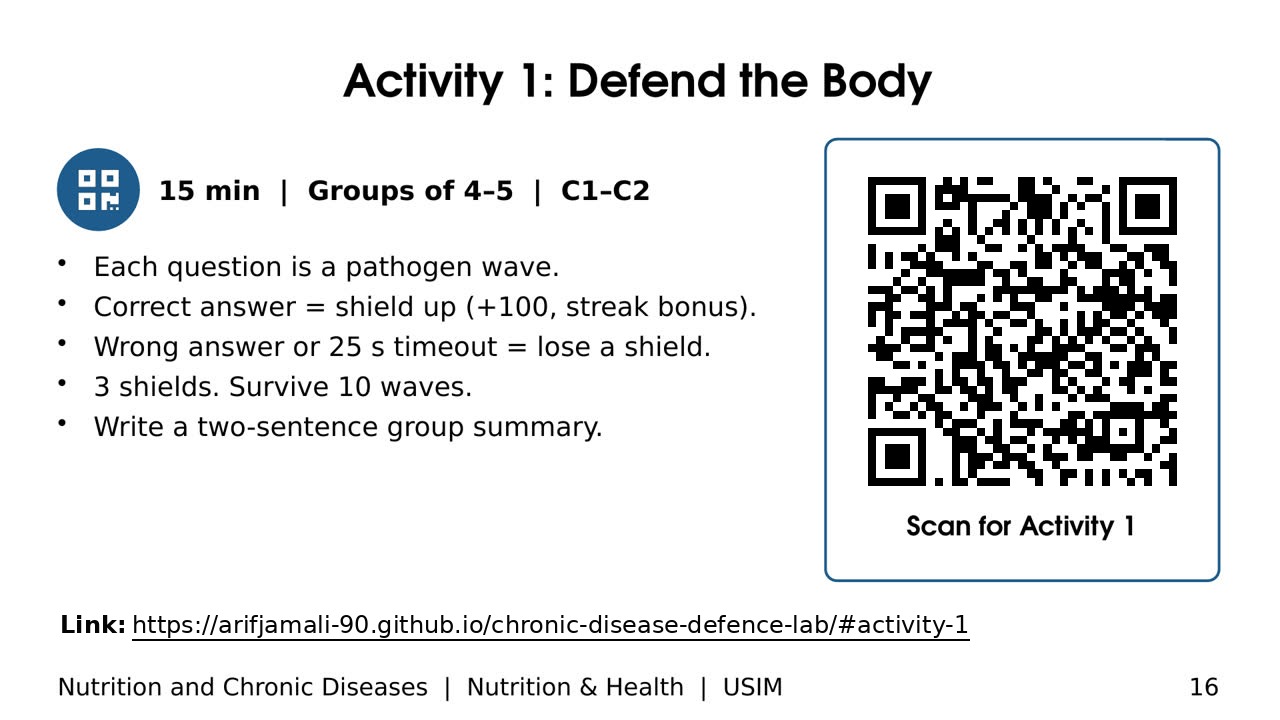 Activity 1: Defend the Body
15 min | Groups of 4–5 | C1–C2
• Each question is a pathogen wave.
• Correct answer = shield up (+100, streak bonus).
• Wrong answer or 25 s timeout = lose a shield.
• 3 shields. Survive 10 waves.
• Write a two-sentence group summary.
Scan for Activity 1
Link: https://arifjamali-90.github.io/chronic-disease-defence-lab/#activity-1
Nutrition and Chronic Diseases | Nutrition & Health | USIM
16